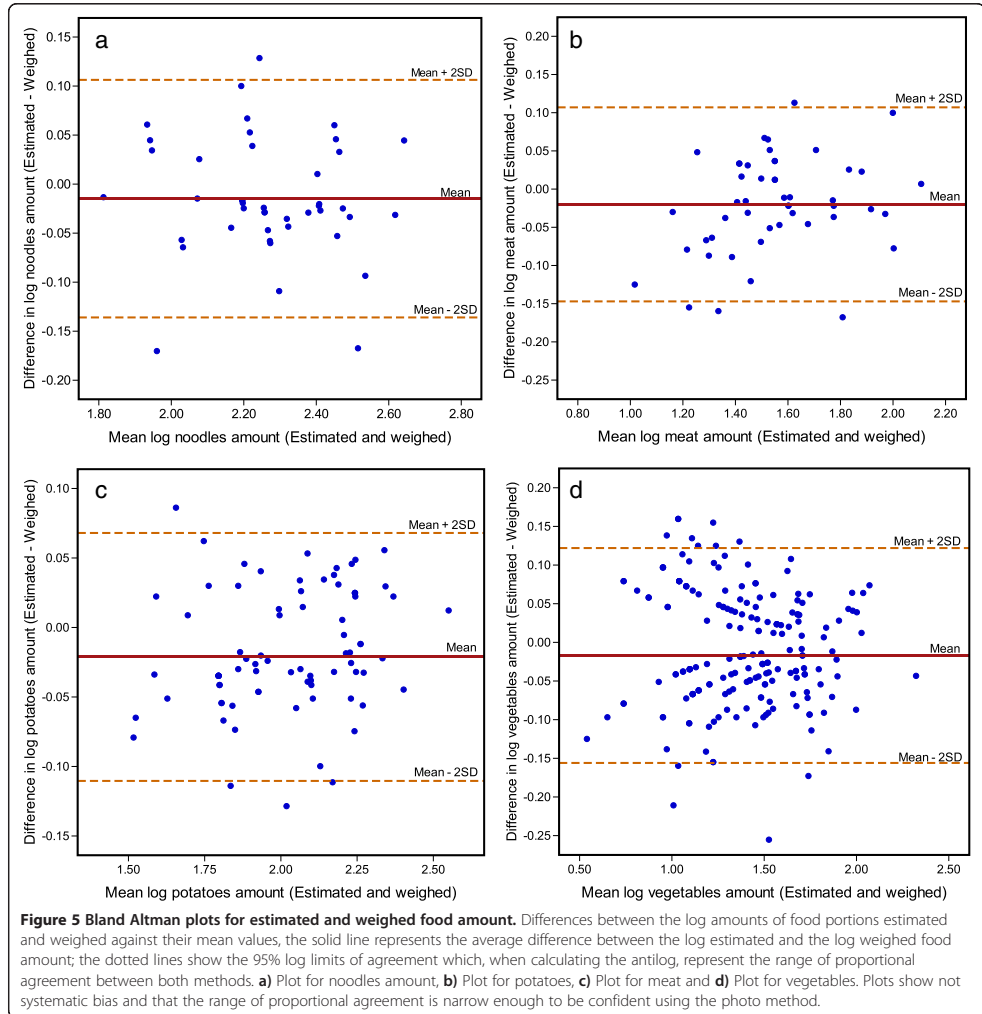 a
0.15
0.10
0.05
0.00
-0.05
-0.10
-0.15
-0.20
Mean + 2SD
Mean
Mean - 2SD
1.80 2.00 2.20 2.40 2.60 2.80
Difference in log noodles amount (Estimated - Weighed)
Mean log noodles amount (Estimated and weighed)
b
0.20
0.15
0.10
0.05
0.00
-0.05
-0.10
-0.15
-0.20
-0.25
Mean + 2SD
Mean
Mean - 2SD
0.80 1.00 1.20 1.40 1.60 1.80 2.00 2.20
Difference in log meat amount (Estimated - Weighed)
Mean log meat amount (Estimated and weighed)
c
0.10
0.05
0.00
-0.05
-0.10
-0.15
Mean + 2SD
Mean
Mean - 2SD
1.50 1.75 2.00 2.25 2.50
Difference in log potatoes amount (Estimated - Weighed)
Mean log potatoes amount (Estimated and weighed)
d
0.20
0.15
0.10
0.05
0.00
-0.05
-0.10
-0.15
-0.20
-0.25
Mean + 2SD
Mean
Mean - 2SD
0.50 1.00 1.50 2.00 2.50
Difference in log vegetables amount (Estimated - Weighed)
Mean log vegetables amount (Estimated and weighed)
Figure 5 Bland Altman plots for estimated and weighed food amount. Differences between the log amounts of food portions estimated
and weighed against their mean values, the solid line represents the average difference between the log estimated and the log weighed food
amount; the dotted lines show the 95% log limits of agreement which, when calculating the antilog, represent the range of proportional
agreement between both methods. a) Plot for noodles amount, b) Plot for potatoes, c) Plot for meat and d) Plot for vegetables. Plots show not
systematic bias and that the range of proportional agreement is narrow enough to be confident using the photo method.